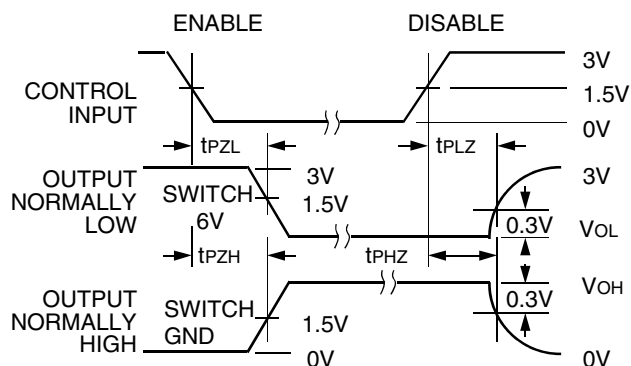 ENABLE DISABLE
3V
CONTROL INPUT 1.5V
0V
tPZL tPLZ
OUTPUT NORMALLY LOW
SWITCH 6V
3V
1.5V
3V
0.3V VOL
tPZH tPHZ
OUTPUT NORMALLY HIGH
SWITCH GND
1.5V
0V
VOH
0.3V
0V